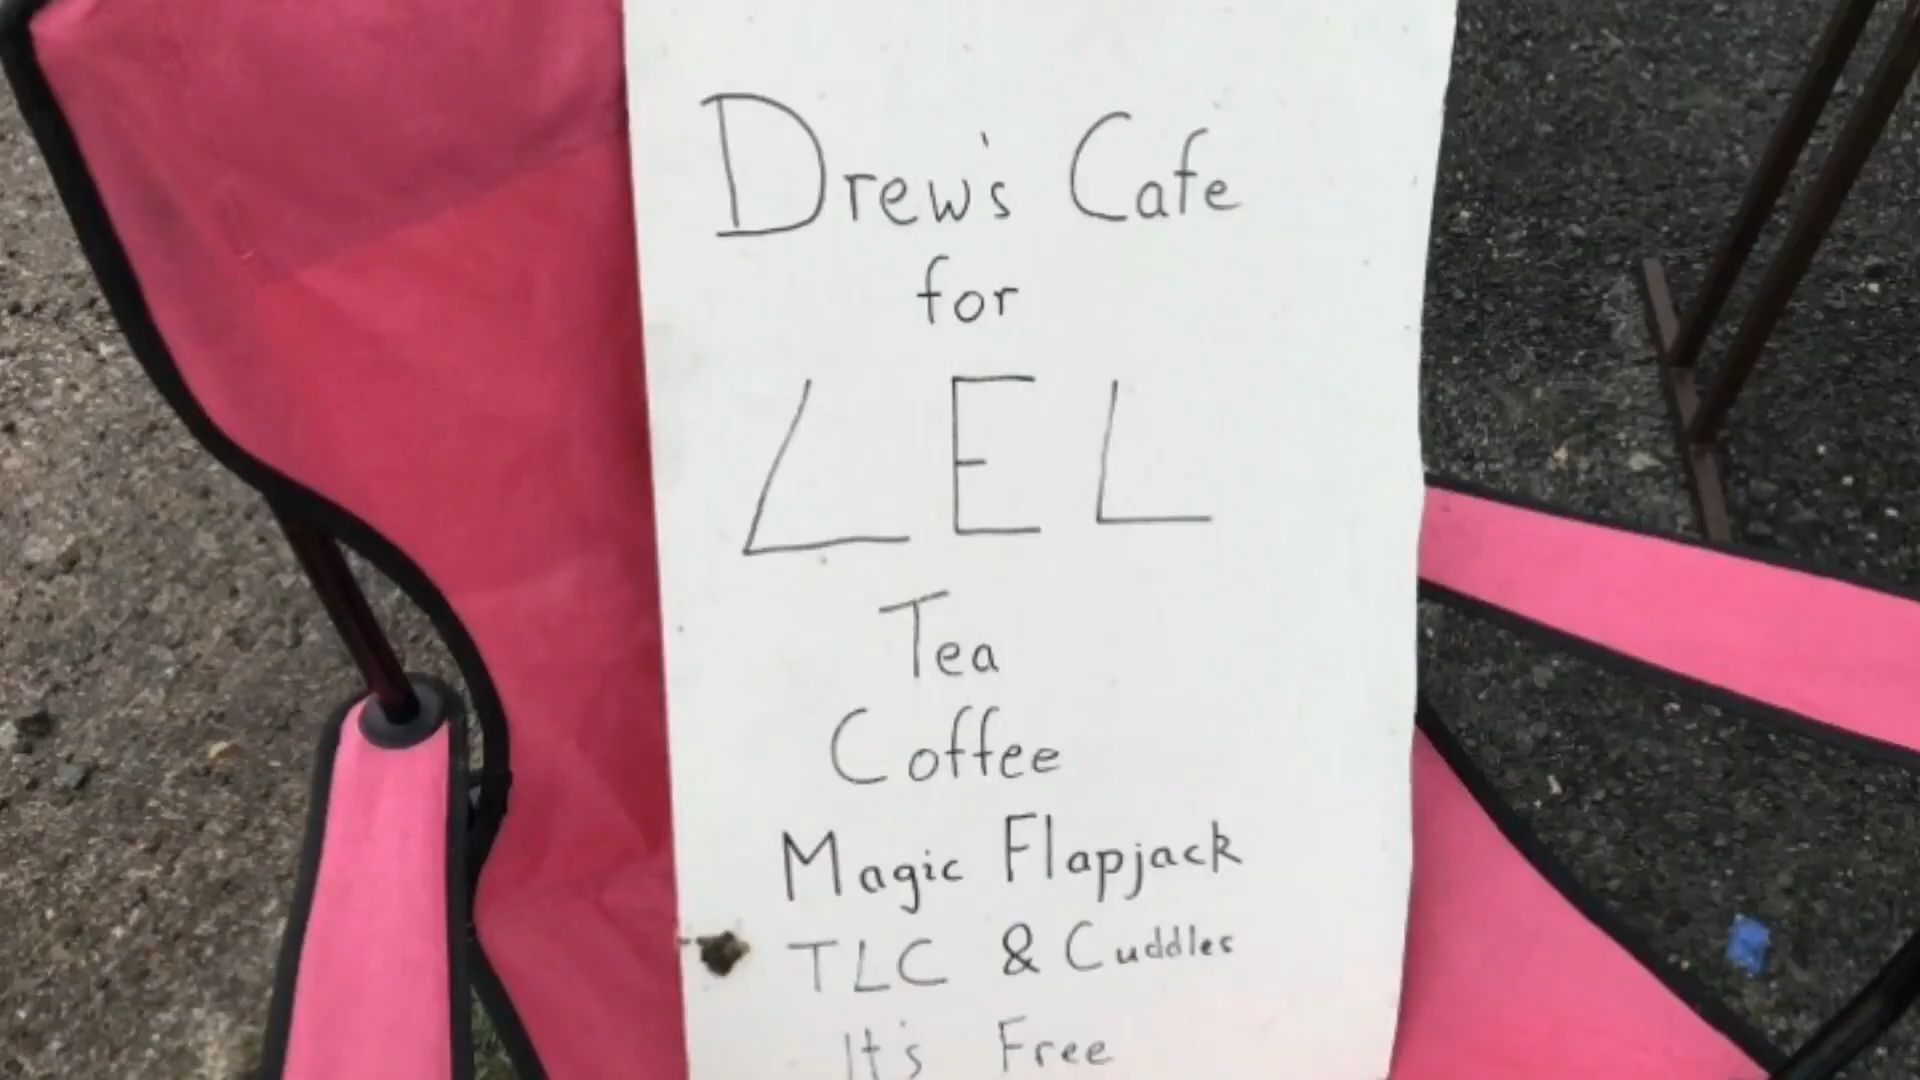 Drew's Cafe
for
LEL
Tea
Coffee
Magic Flapjack
TLC & Cuddles
It's Free